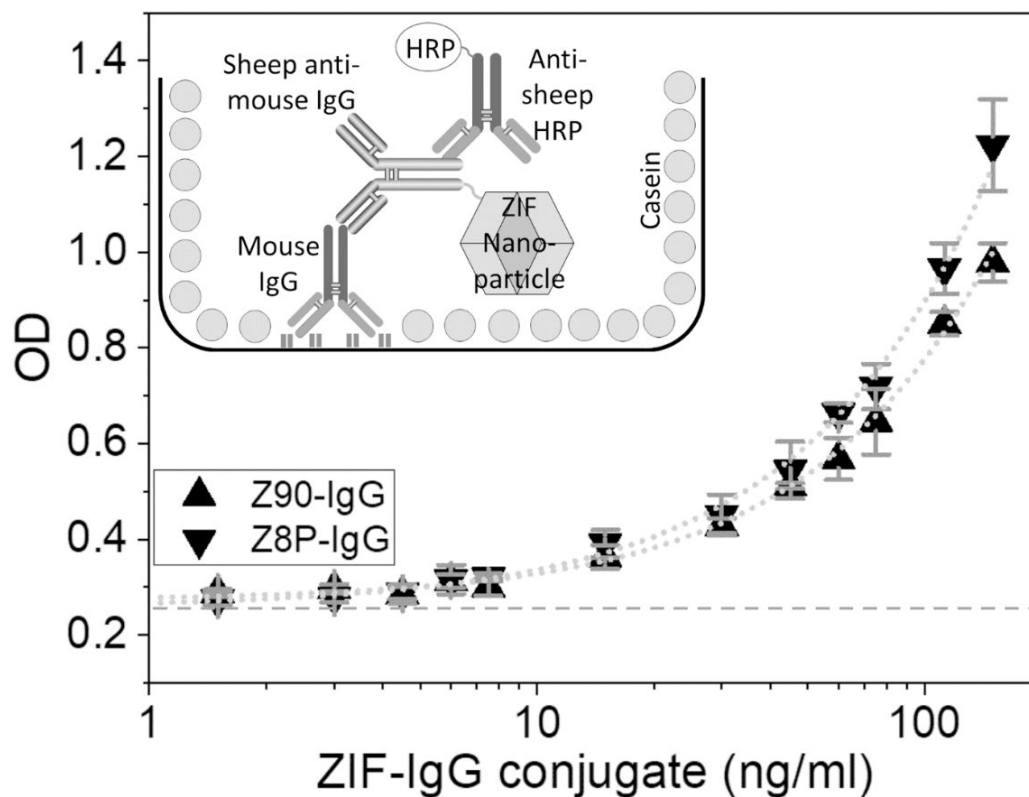 1.4
1.2
1.0
0.8
0.6
0.4
0.2
OD
HRP
Sheep anti-
mouse IgG
Anti-
sheep
HRP
Casein
ZIF
Nano-
particle
Mouse
IgG
Z90-IgG
Z8P-IgG
1
10
100
ZIF-IgG conjugate (ng/ml)